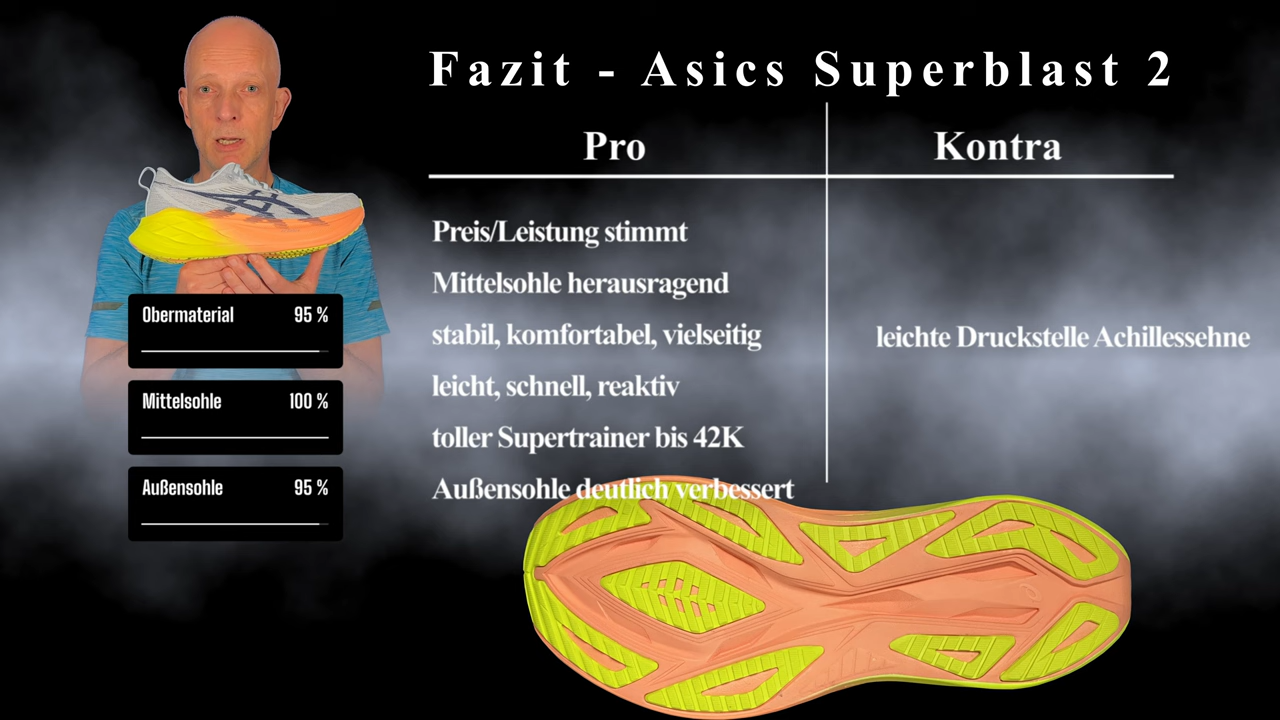 Fazit - Asics Superblast 2
Pro
Kontra
Preis/Leistung stimmt
Mittelsohle herausragend
stabil, komfortabel, vielseitig
leicht, schnell, reaktiv
toller Supertrainer bis 42K
Außensohle deutlich verbessert
leichte Druckstelle Achillessehne
Obermaterial 95 %
Mittelsohle 100 %
Außensohle 95 %